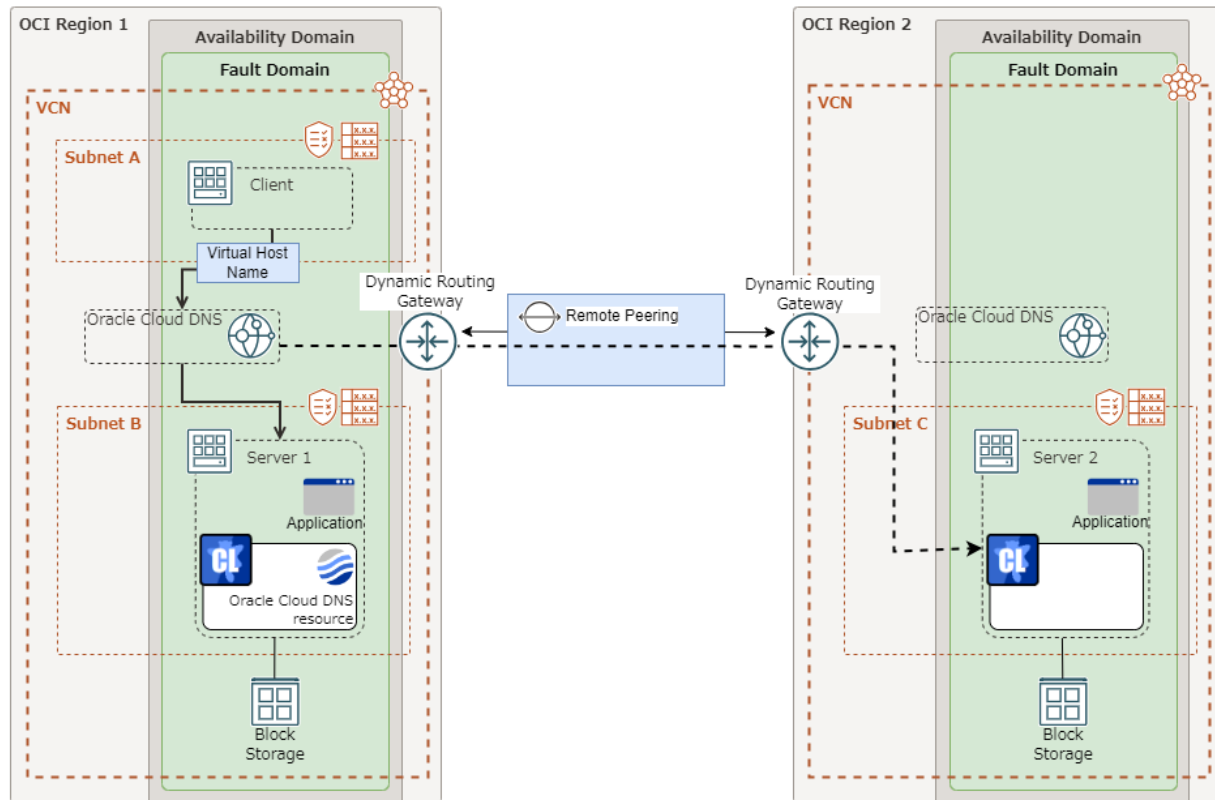 OCI Region 1
Availability Domain
Fault Domain
VCN
Subnet A
x.x.x.
x.x.x.
x.x.x.
Client
Virtual Host
Name
Oracle Cloud DNS
Dynamic Routing
Gateway
Subnet B
x.x.x.
x.x.x.
x.x.x.
Server 1
Application
CL
Oracle Cloud DNS
resource
Block
Storage
Remote Peering
OCI Region 2
Availability Domain
Fault Domain
VCN
Dynamic Routing
Gateway
Oracle Cloud DNS
Subnet C
x.x.x.
x.x.x.
x.x.x.
Server 2
Application
CL
Block
Storage